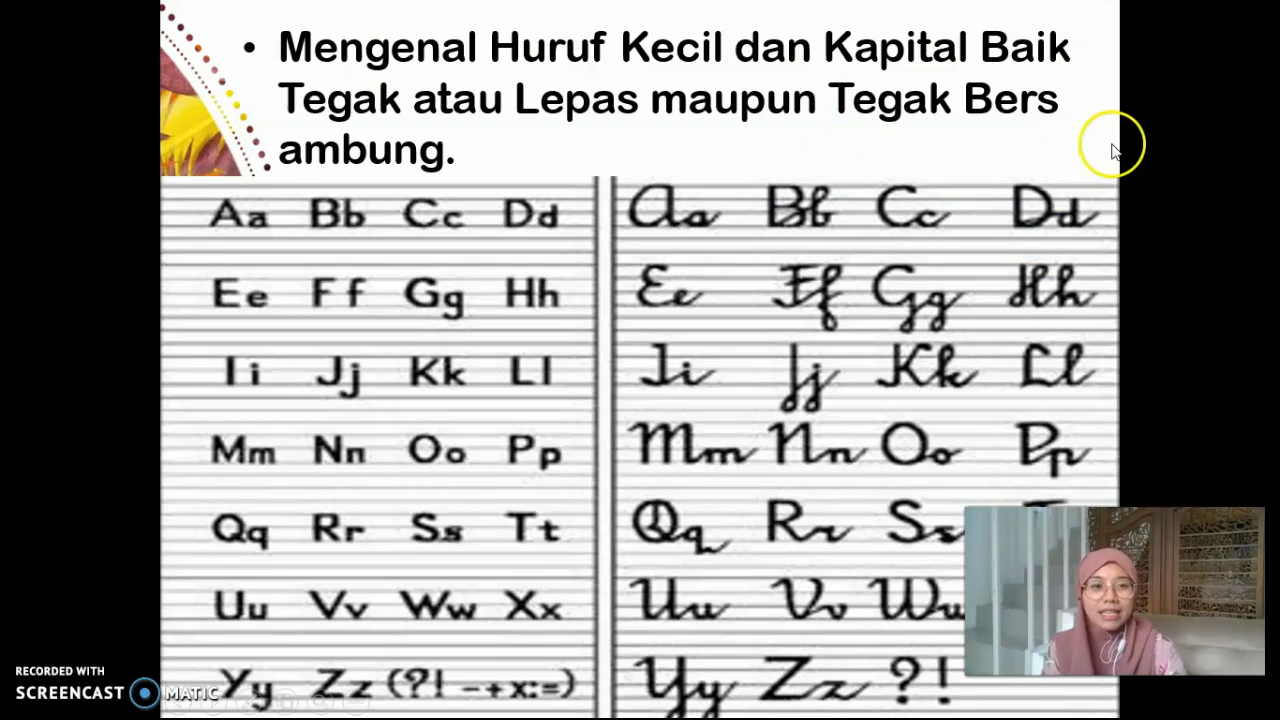 • Mengenal Huruf Kecil dan Kapital Baik
Tegak atau Lepas maupun Tegak Bers
ambung.
Aa Bb Cc Dd
Ee Ff Gg Hh
Ii Jj Kk Ll
Mm Nn Oo Pp
Qq Rr Ss Tt
Uu Vv Ww Xx
Yy Zz (?! -+x:=)
Aa Bb Cc Dd
Ee Ff Gg Hh
Ii Jj Kk Ll
Mm Nn Oo Pp
Qq Rr Ss
Uu Vv Ww
Yy Zz ?!
RECORDED WITH
SCREENCAST MATIC